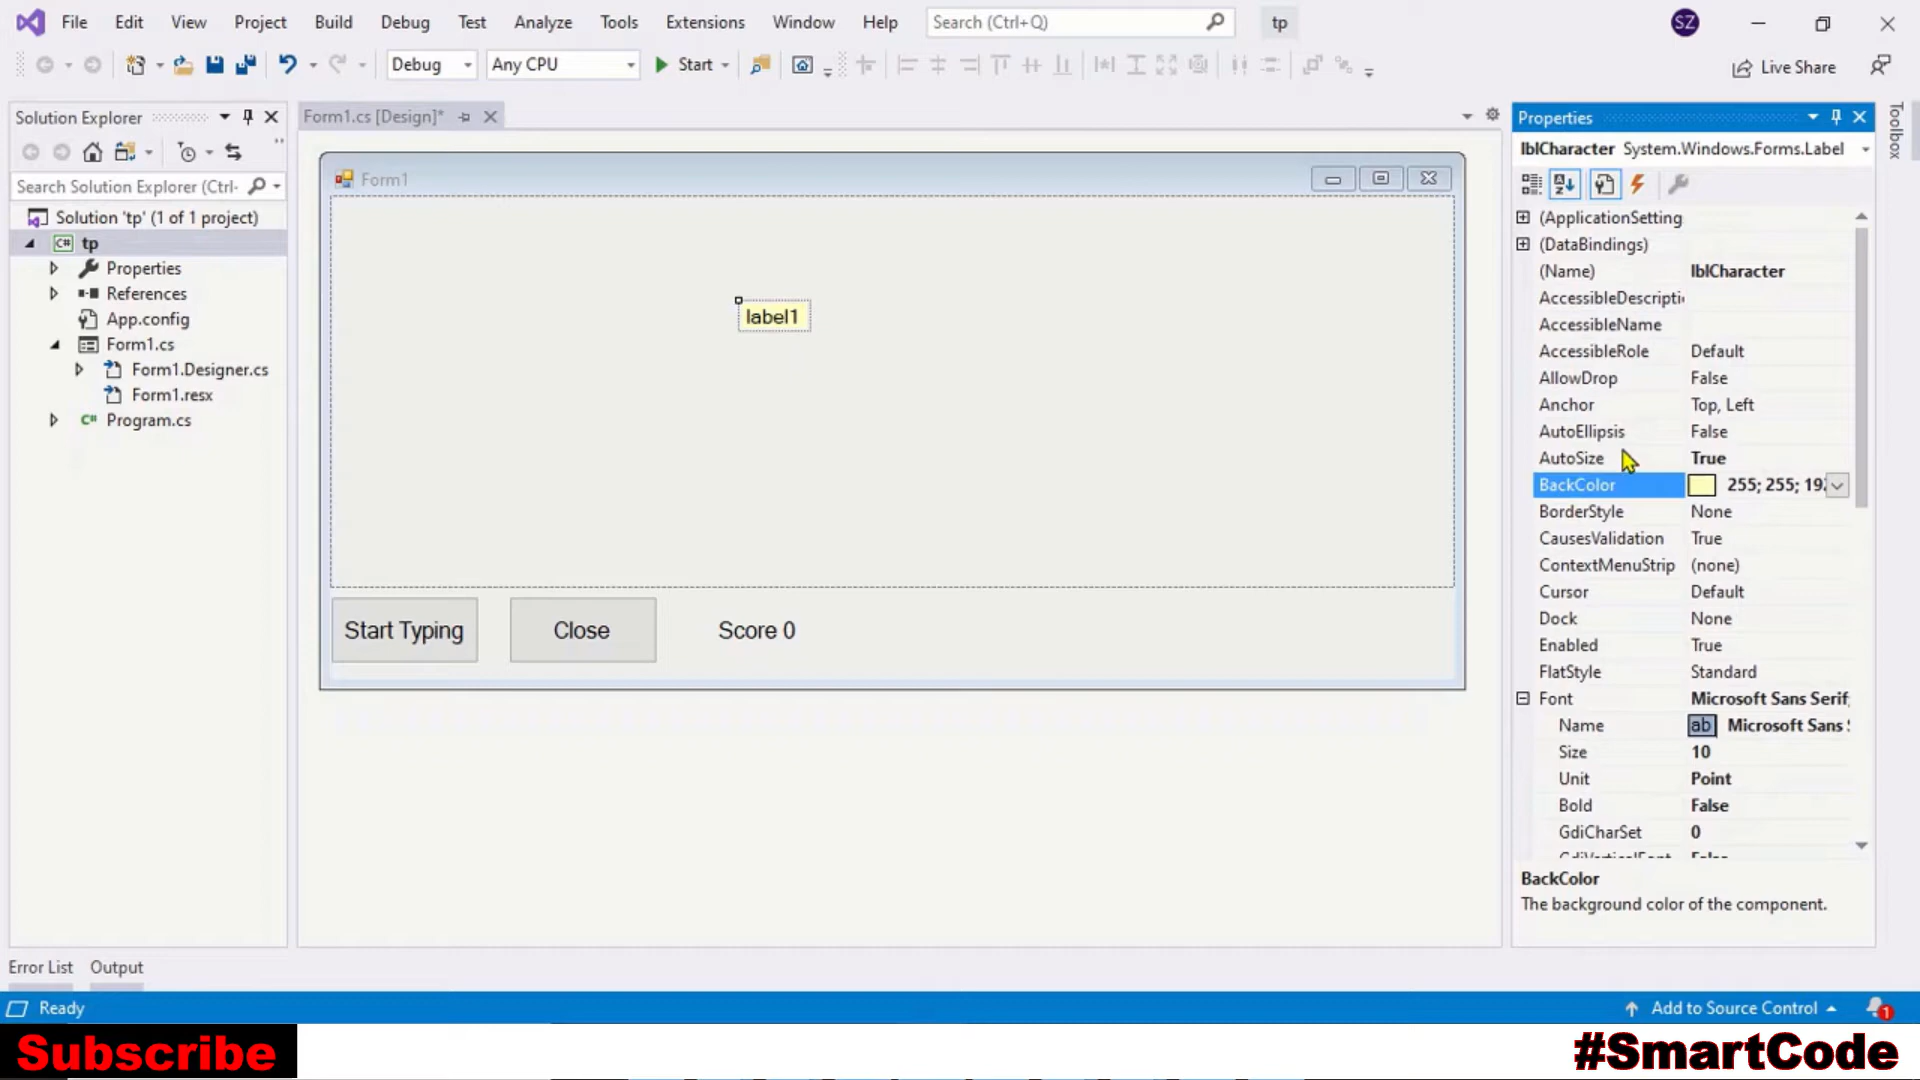 File Edit View Project Build Debug Test Analyze Tools Extensions Window Help Search (Ctrl+Q) tp SZ
Debug Any CPU Start Live Share
Solution Explorer
Form1.cs [Design]*
Properties
Toolbox
Search Solution Explorer (Ctrl-
Solution 'tp' (1 of 1 project)
C# tp
Properties
References
App.config
Form1.cs
Form1.Designer.cs
Form1.resx
C# Program.cs
Form1
label1
Start Typing
Close
Score 0
lblCharacter System.Windows.Forms.Label
(ApplicationSetting
(DataBindings)
(Name) lblCharacter
AccessibleDescripti
AccessibleName
AccessibleRole Default
AllowDrop False
Anchor Top, Left
AutoEllipsis False
AutoSize True
BackColor 255; 255; 192
BorderStyle None
CausesValidation True
ContextMenuStrip (none)
Cursor Default
Dock None
Enabled True
FlatStyle Standard
Font Microsoft Sans Serif,
Name ab Microsoft Sans
Size 10
Unit Point
Bold False
GdiCharSet 0
GdiVerticalFont False
BackColor
The background color of the component.
Error List Output
Ready
Add to Source Control 1
Subscribe
#SmartCode